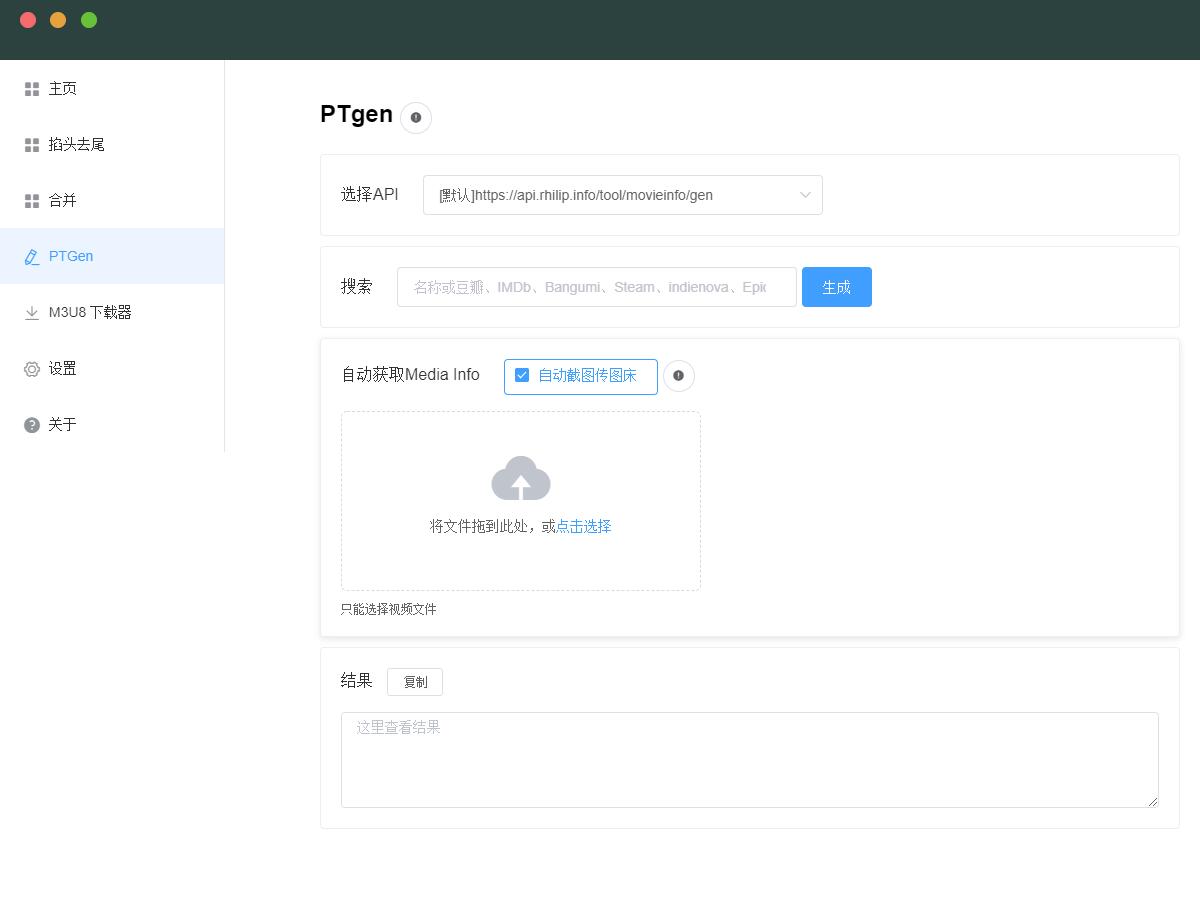 主页
掐头去尾
合并
PTGen
M3U8 下载器
设置
关于
PTgen
选择API
[默认]https://api.rhilip.info/tool/movieinfo/gen
搜索
名称或豆瓣、IMDb、Bangumi、Steam、indienova、Epic
生成
自动获取Media Info
自动截图传图床
将文件拖到此处，或点击选择
只能选择视频文件
结果
复制
这里查看结果